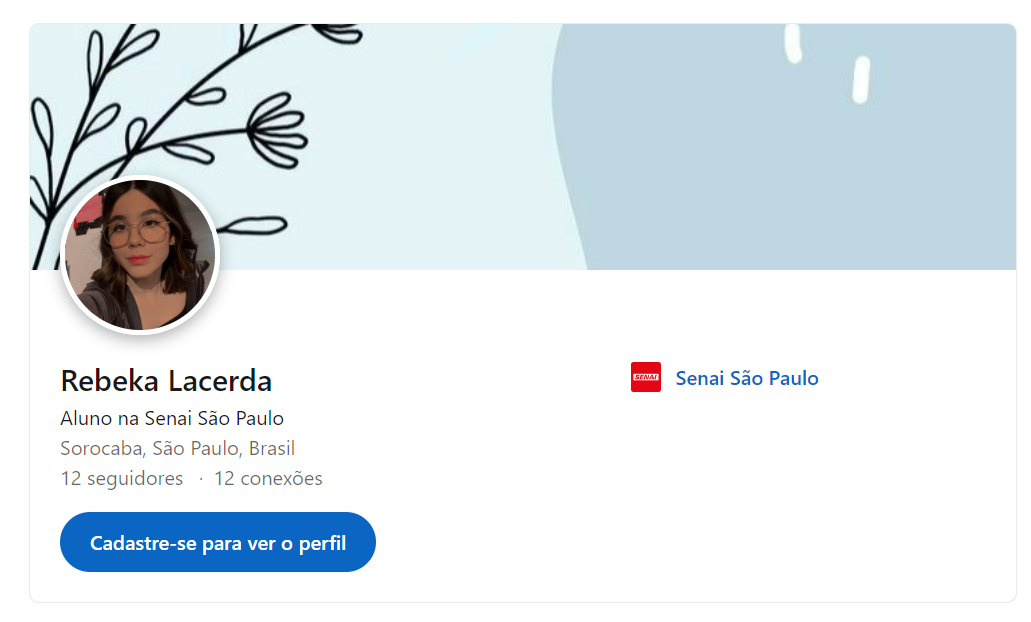 Rebeka Lacerda
Aluno na Senai São Paulo
Sorocaba, São Paulo, Brasil
12 seguidores · 12 conexões
Cadastre-se para ver o perfil
SENAI
Senai São Paulo